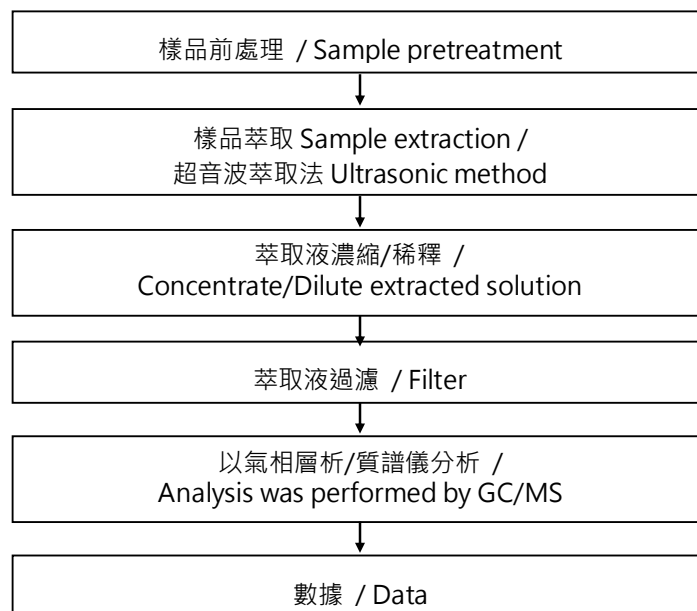 樣品前處理 / Sample pretreatment
樣品萃取 Sample extraction /
超音波萃取法 Ultrasonic method
萃取液濃縮/稀釋 /
Concentrate/Dilute extracted solution
萃取液過濾 / Filter
以氣相層析/質譜儀分析 /
Analysis was performed by GC/MS
數據 / Data